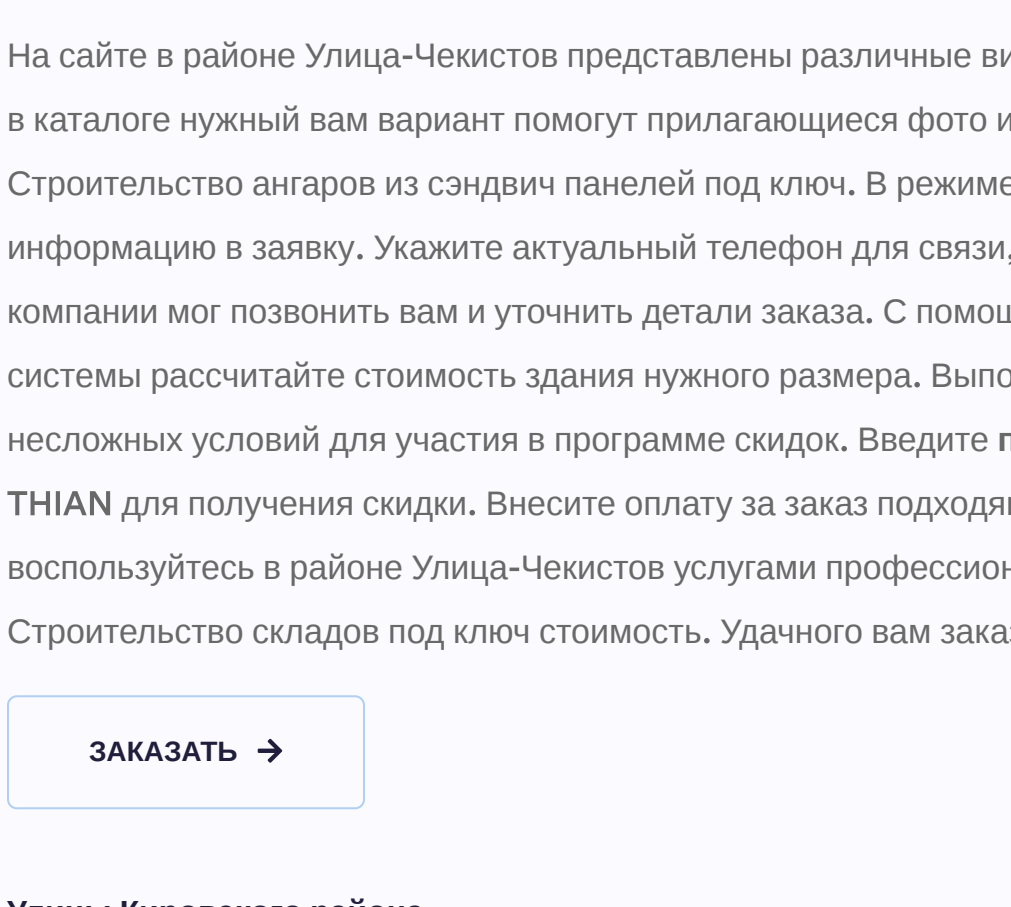 На сайте в районе Улица-Чекистов представлены различные ви
в каталоге нужный вам вариант помогут прилагающиеся фото и
Строительство ангаров из сэндвич панелей под ключ. В режиме
информацию в заявку. Укажите актуальный телефон для связи,
компании мог позвонить вам и уточнить детали заказа. С помощ
системы рассчитайте стоимость здания нужного размера. Выпо
несложных условий для участия в программе скидок. Введите п
THIAN для получения скидки. Внесите оплату за заказ подходя
воспользуйтесь в районе Улица-Чекистов услугами профессион
Строительство складов под ключ стоимость. Удачного вам зака
ЗАКАЗАТЬ →
Улицы Кировского района